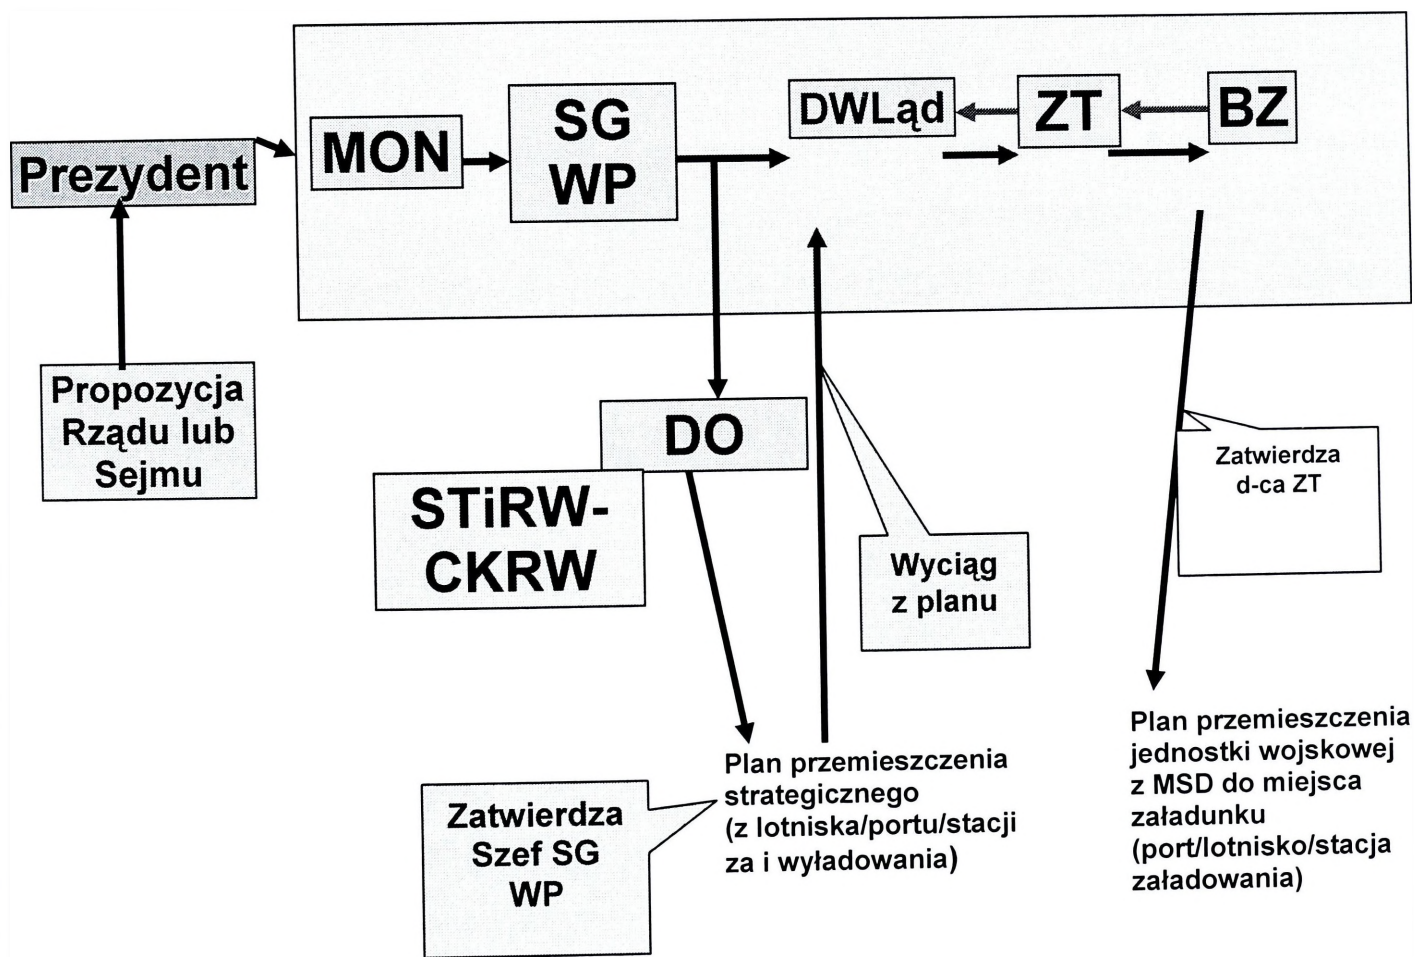 Prezydent
MON
SG
WP
DWLąd
ZT
BZ
Propozycja
Rządu lub
Sejmu
DO
STiRW-
CKRW
Wyciąg
z planu
Zatwierdza
d-ca ZT
Zatwierdza
Szef SG
WP
Plan przemieszczenia
strategicznego
(z lotniska/portu/stacji
za i wyładowania)
Plan przemieszczenia
jednostki wojskowej
z MSD do miejsca
załadunku
(port/lotnisko/stacja
załadowania)